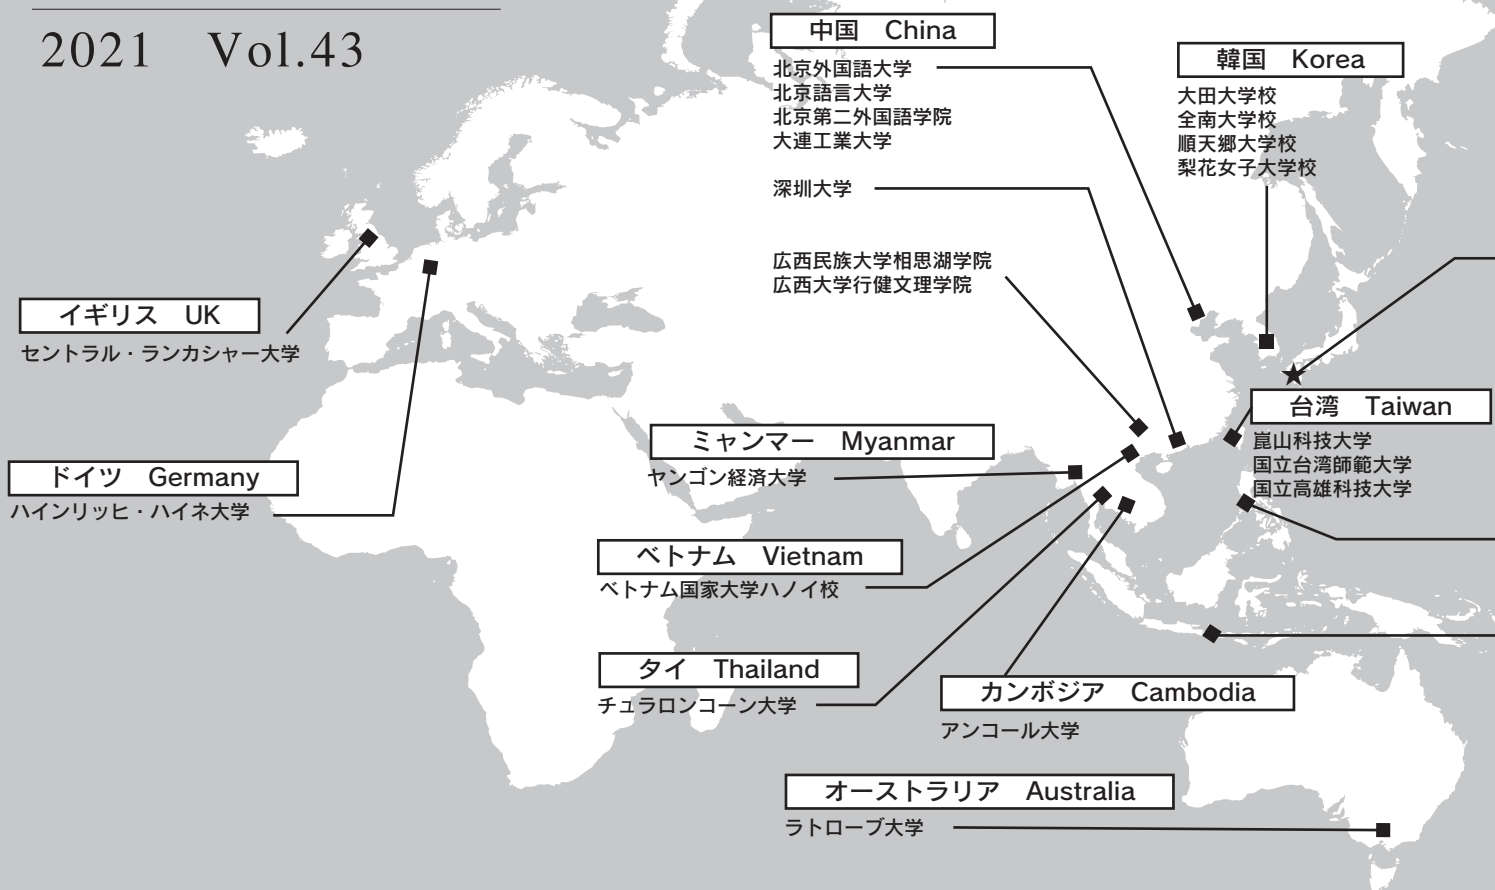 2021 Vol.43
中国 China
北京外国語大学
北京語言大学
北京第二外国語学院
大連工業大学
深圳大学
広西民族大学相思湖学院
広西大学行健文理学院
韓国 Korea
大田大学校
全南大学校
順天郷大学校
梨花女子大学校
イギリス UK
セントラル・ランカシャー大学
ドイツ Germany
ハインリッヒ・ハイネ大学
台湾 Taiwan
崑山科技大学
国立台湾師範大学
国立高雄科技大学
ミャンマー Myanmar
ヤンゴン経済大学
ベトナム Vietnam
ベトナム国家大学ハノイ校
タイ Thailand
チュラロンコーン大学
カンボジア Cambodia
アンコール大学
オーストラリア Australia
ラトローブ大学